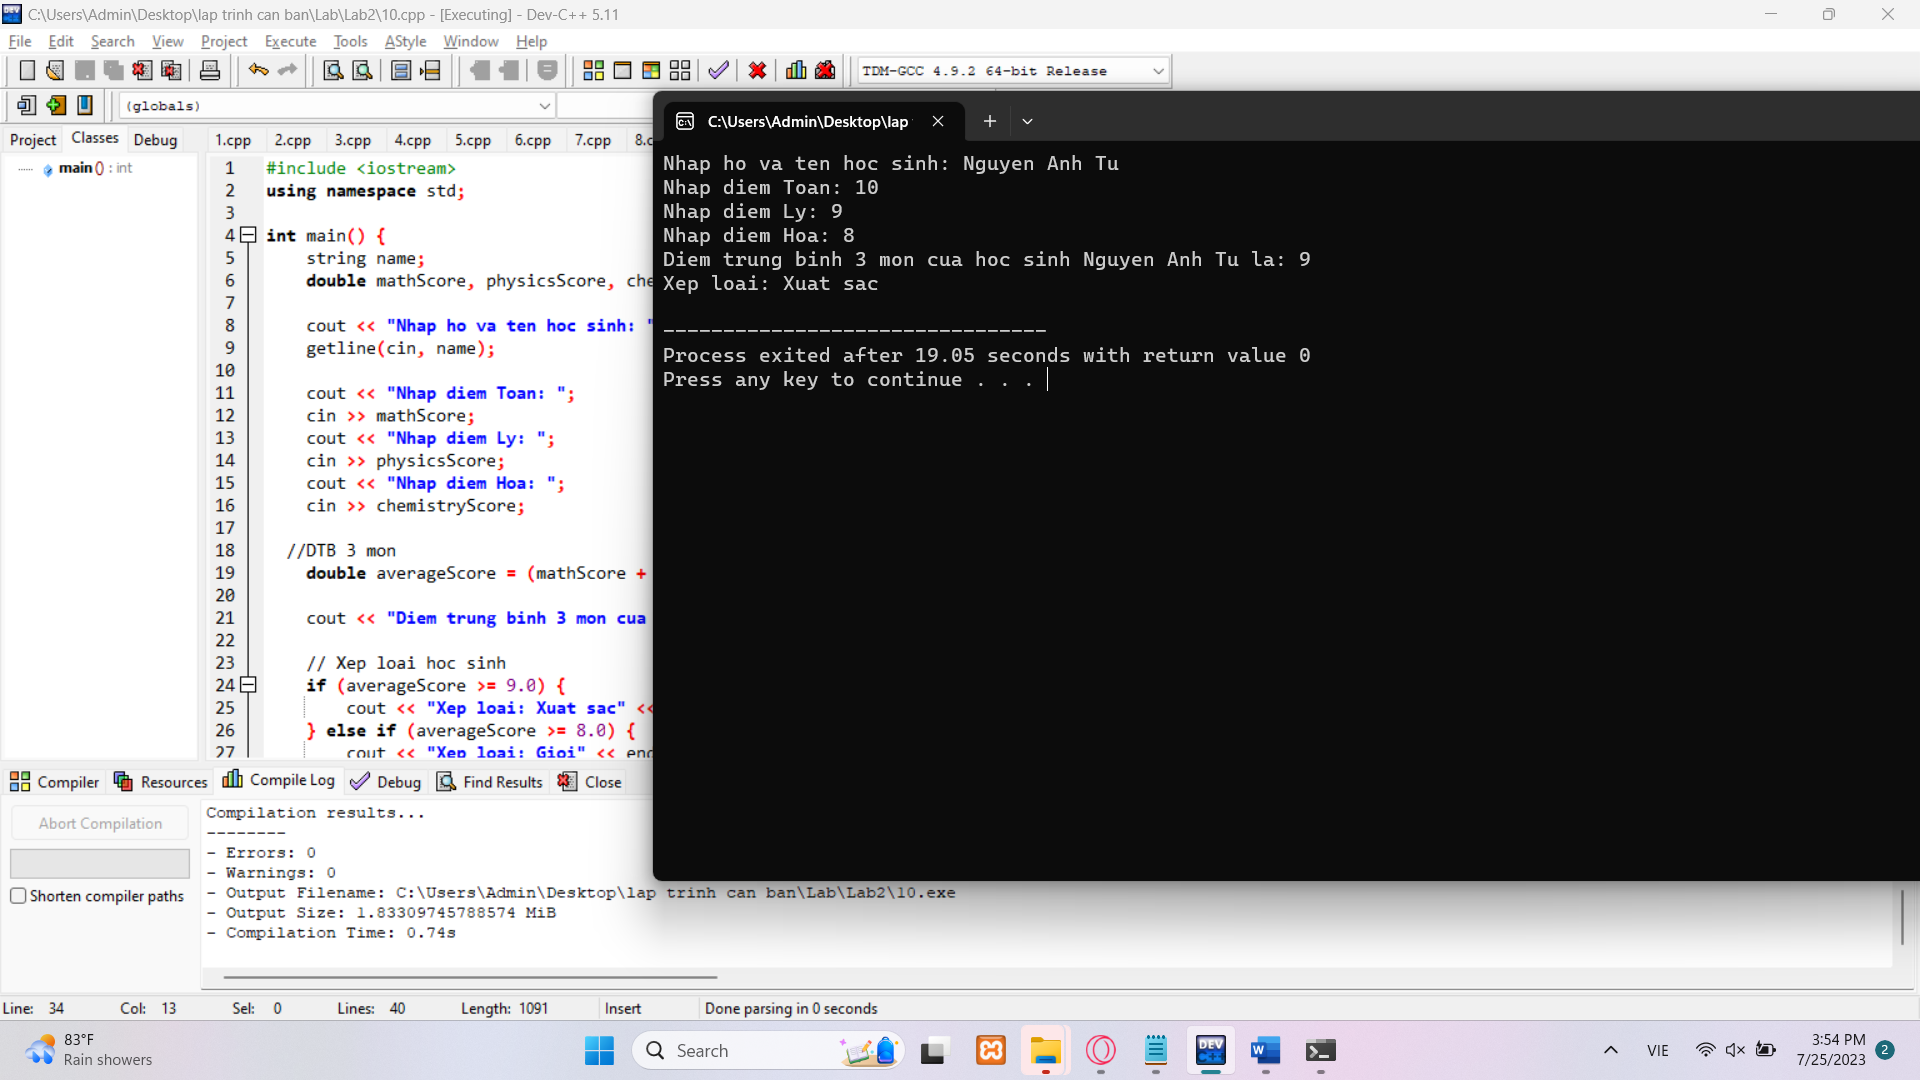 C:\Users\Admin\Desktop\lap trinh can ban\Lab\Lab2\10.cpp - [Executing] - Dev-C++ 5.11
File Edit Search View Project Execute Tools AStyle Window Help
TDM-GCC 4.9.2 64-bit Release
(globals)
Project Classes Debug
main () : int
1.cpp 2.cpp 3.cpp 4.cpp 5.cpp 6.cpp 7.cpp 8.c
1 #include <iostream>
2 using namespace std;
3
4 int main() {
5 string name;
6 double mathScore, physicsScore, che
7
8 cout << "Nhap ho va ten hoc sinh: "
9 getline(cin, name);
10
11 cout << "Nhap diem Toan: ";
12 cin >> mathScore;
13 cout << "Nhap diem Ly: ";
14 cin >> physicsScore;
15 cout << "Nhap diem Hoa: ";
16 cin >> chemistryScore;
17
18 //DTB 3 mon
19 double averageScore = (mathScore +
20
21 cout << "Diem trung binh 3 mon cua
22
23 // Xep loai hoc sinh
24 if (averageScore >= 9.0) {
25 cout << "Xep loai: Xuat sac" <<
26 } else if (averageScore >= 8.0) {
27 cout << "Xep loai: Gioi" << end
C:\Users\Admin\Desktop\lap
Nhap ho va ten hoc sinh: Nguyen Anh Tu
Nhap diem Toan: 10
Nhap diem Ly: 9
Nhap diem Hoa: 8
Diem trung binh 3 mon cua hoc sinh Nguyen Anh Tu la: 9
Xep loai: Xuat sac
--------------------------------
Process exited after 19.05 seconds with return value 0
Press any key to continue . . .
Compiler Resources Compile Log Debug Find Results Close
Abort Compilation
Shorten compiler paths
Compilation results...
--------
- Errors: 0
- Warnings: 0
- Output Filename: C:\Users\Admin\Desktop\lap trinh can ban\Lab\Lab2\10.exe
- Output Size: 1.83309745788574 MiB
- Compilation Time: 0.74s
Line: 34 Col: 13 Sel: 0 Lines: 40 Length: 1091 Insert Done parsing in 0 seconds
83°F
Rain showers
Search
DEV
W
VIE
3:54 PM
7/25/2023
2